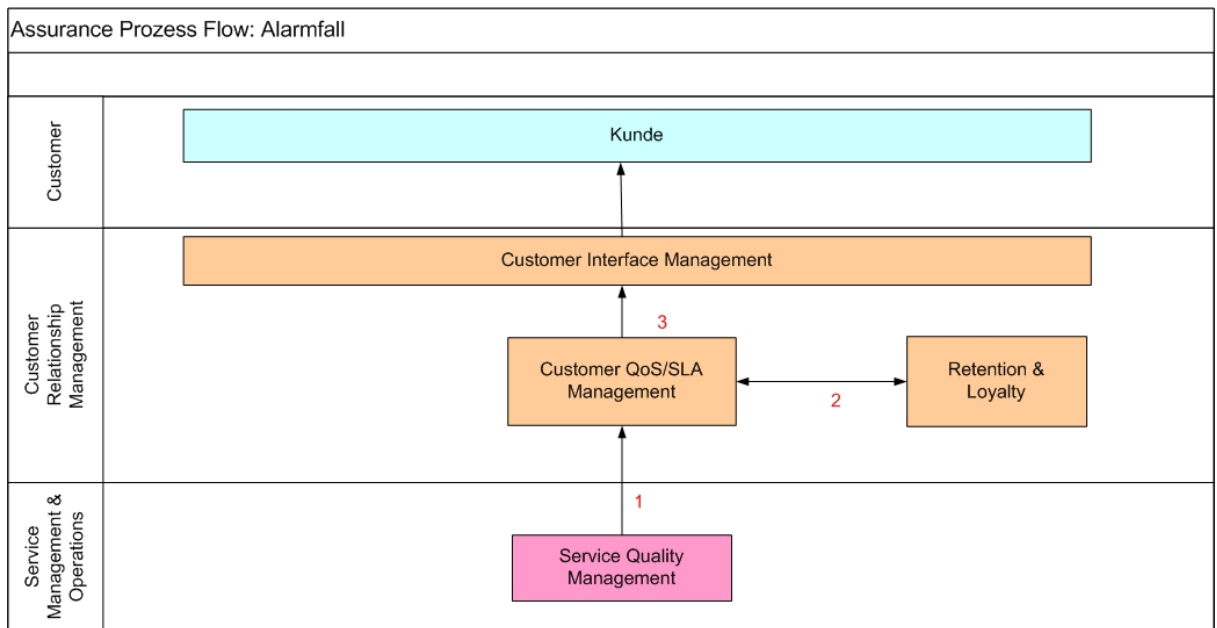 Assurance Prozess Flow: Alarmfall
Customer
Kunde
Customer
Relationship
Management
Customer Interface Management
3
Customer QoS/SLA
Management
2
Retention &
Loyalty
1
Service
Management &
Operations
Service Quality
Management